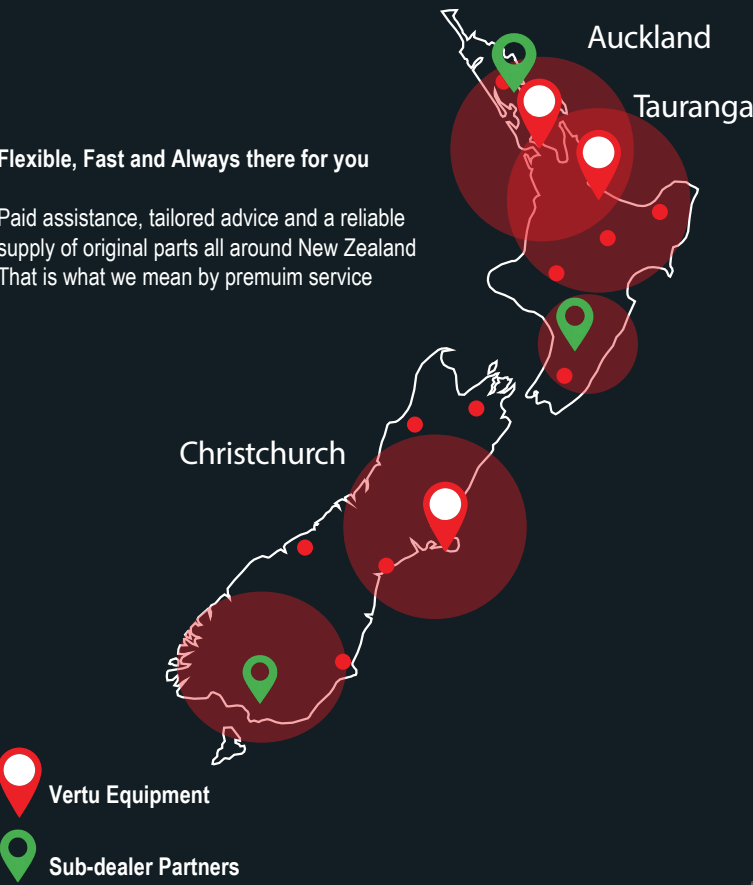 Auckland
Tauranga
Flexible, Fast and Always there for you
Paid assistance, tailored advice and a reliable
supply of original parts all around New Zealand
That is what we mean by premuim service
Christchurch
Vertu Equipment
Sub-dealer Partners